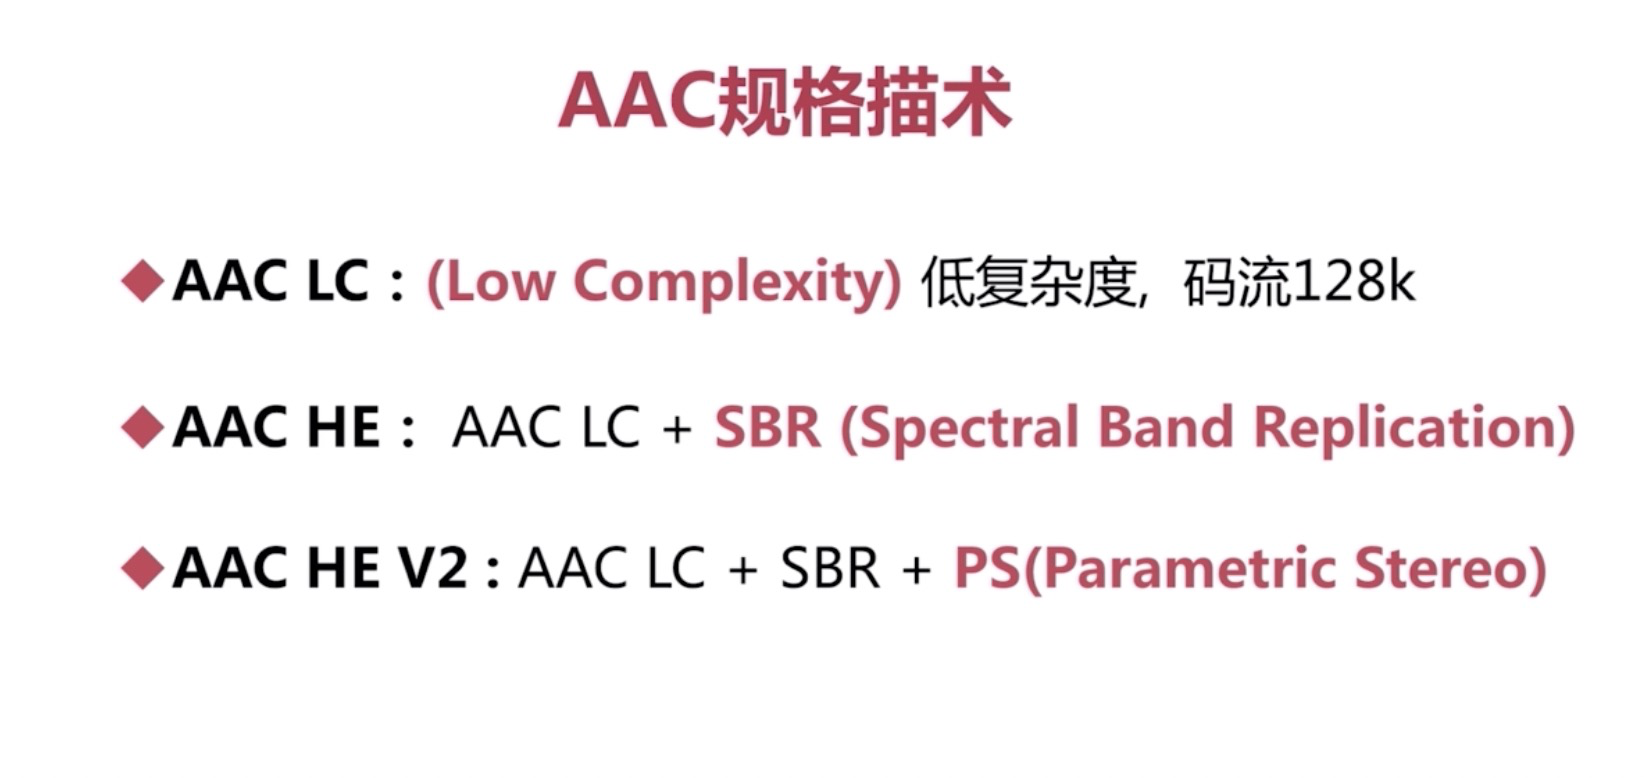 AAC规格描术
◆AAC LC : (Low Complexity) 低复杂度, 码流128k
◆AAC HE : AAC LC + SBR (Spectral Band Replication)
◆AAC HE V2 : AAC LC + SBR + PS(Parametric Stereo)